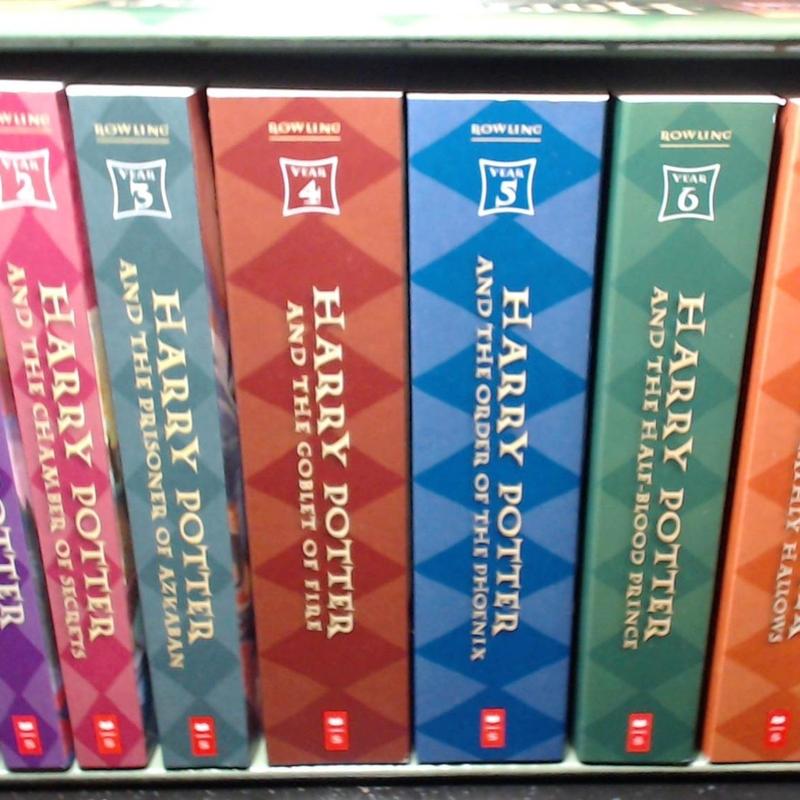 POTTER
ROWLING
YEAR
2
HARRY POTTER
AND THE CHAMBER OF SECRETS
ROWLING
YEAR
3
HARRY POTTER
AND THE PRISONER OF AZKABAN
ROWLING
YEAR
4
HARRY POTTER
AND THE GOBLET OF FIRE
ROWLING
YEAR
5
HARRY POTTER
AND THE ORDER OF THE PHOENIX
ROWLING
YEAR
6
HARRY POTTER
AND THE HALF-BLOOD PRINCE
HALLOWS